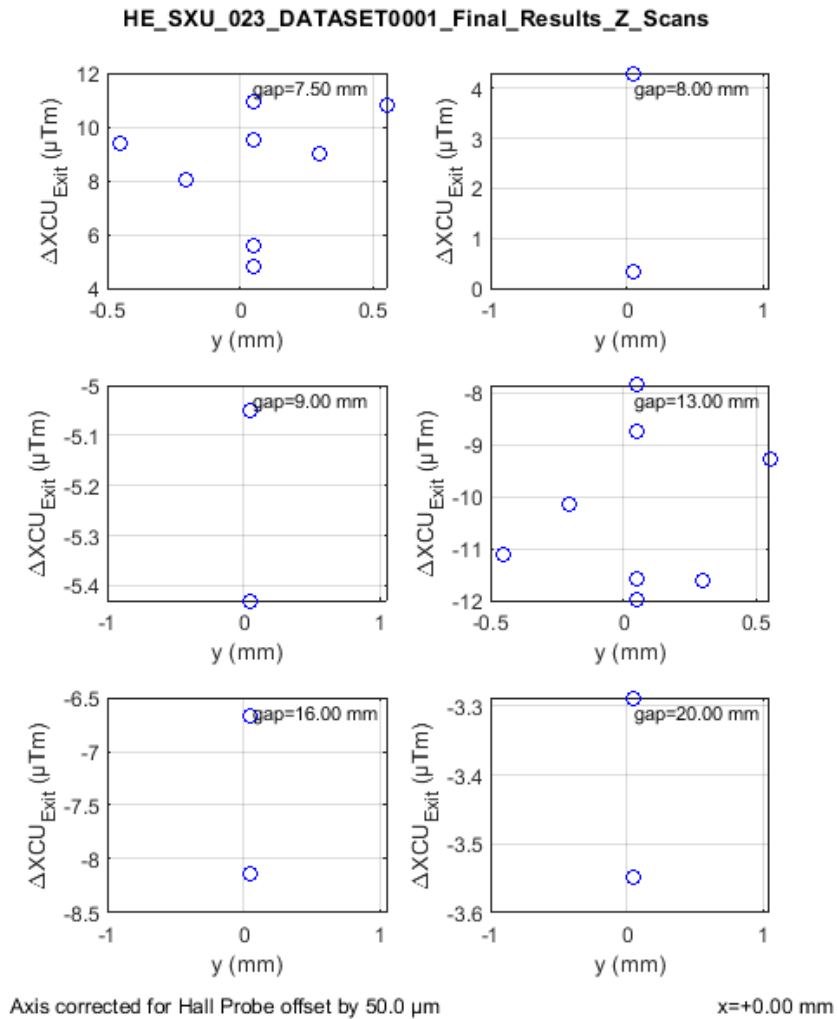 HE_SXU_023_DATASET0001_Final_Results_Z_Scans
gap=7.50 mm
12
10
8
6
4
ΔXCU_Exit (µTm)
-0.5 0 0.5
y (mm)
gap=8.00 mm
4
3
2
1
0
ΔXCU_Exit (µTm)
-1 0 1
y (mm)
gap=9.00 mm
-5
-5.1
-5.2
-5.3
-5.4
ΔXCU_Exit (µTm)
-1 0 1
y (mm)
gap=13.00 mm
-8
-9
-10
-11
-12
ΔXCU_Exit (µTm)
-0.5 0 0.5
y (mm)
gap=16.00 mm
-6.5
-7
-7.5
-8
-8.5
ΔXCU_Exit (µTm)
-1 0 1
y (mm)
gap=20.00 mm
-3.3
-3.4
-3.5
-3.6
ΔXCU_Exit (µTm)
-1 0 1
y (mm)
Axis corrected for Hall Probe offset by 50.0 µm
x=+0.00 mm